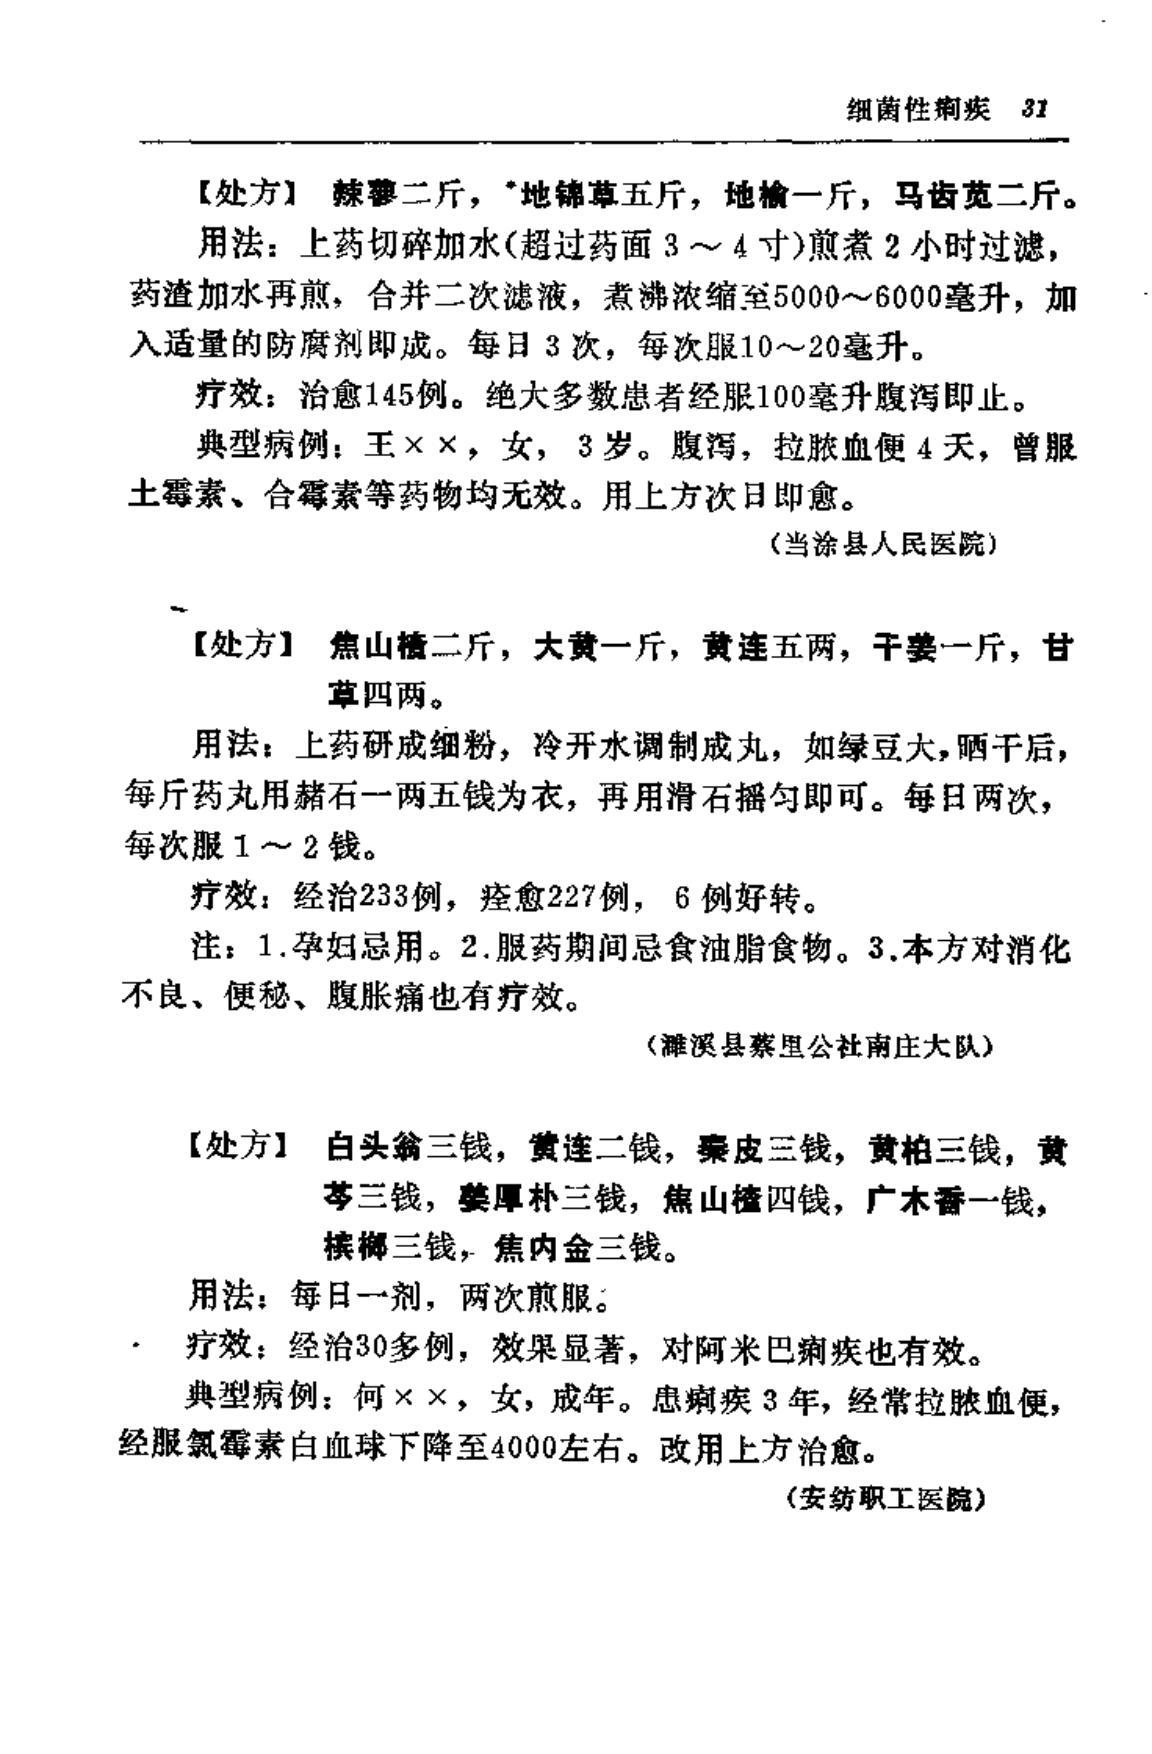 细菌性痢疾 31
【处方】 辣蓼二斤，地锦草五斤，地榆一斤，马齿苋二斤。
用法：上药切碎加水(超过药面3～4寸)煎煮2小时过滤，
药渣加水再煎，合并二次滤液，煮沸浓缩至5000～6000毫升，加
入适量的防腐剂即成。每日3次，每次服10～20毫升。
疗效：治愈145例。绝大多数患者经服100毫升腹泻即止。
典型病例：王××，女，3岁。腹泻，拉脓血便4天，曾服
土霉素、合霉素等药物均无效。用上方次日即愈。
（当涂县人民医院）
【处方】 焦山楂二斤，大黄一斤，黄连五两，干姜一斤，甘
草四两。
用法：上药研成细粉，冷开水调制成丸，如绿豆大，晒干后，
每斤药丸用赭石一两五钱为衣，再用滑石摇匀即可。每日两次，
每次服1～2钱。
疗效：经治233例，痊愈227例，6例好转。
注：1.孕妇忌用。2.服药期间忌食油脂食物。3.本方对消化
不良、便秘、腹胀痛也有疗效。
（濉溪县蔡里公社南庄大队）
【处方】 白头翁三钱，黄连二钱，秦皮三钱，黄柏三钱，黄
芩三钱，姜厚朴三钱，焦山楂四钱，广木香一钱，
槟榔三钱，焦内金三钱。
用法：每日一剂，两次煎服。
疗效：经治30多例，效果显著，对阿米巴痢疾也有效。
典型病例：何××，女，成年。患痢疾3年，经常拉脓血便，
经服氯霉素白血球下降至4000左右。改用上方治愈。
（安纺职工医院）